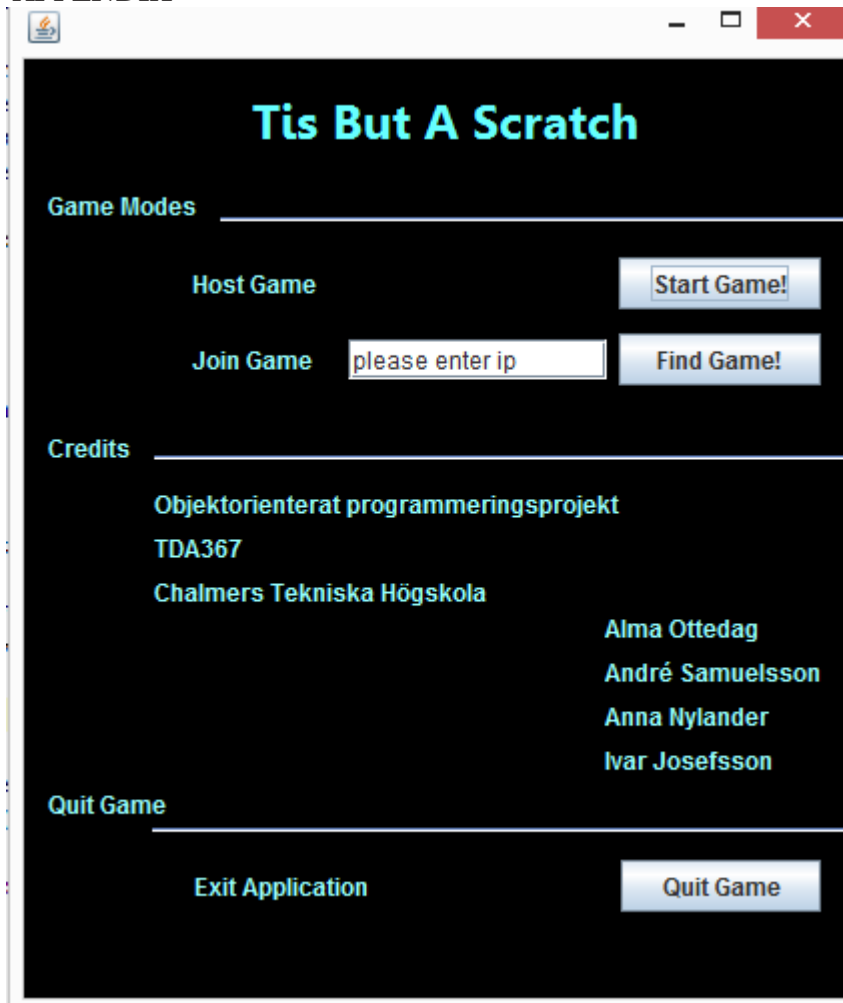 Tis But A Scratch
Game Modes
Host Game
Start Game!
Join Game
please enter ip
Find Game!
Credits
Objektorienterat programmeringsprojekt
TDA367
Chalmers Tekniska Högskola
Alma Ottedag
André Samuelsson
Anna Nylander
Ivar Josefsson
Quit Game
Exit Application
Quit Game